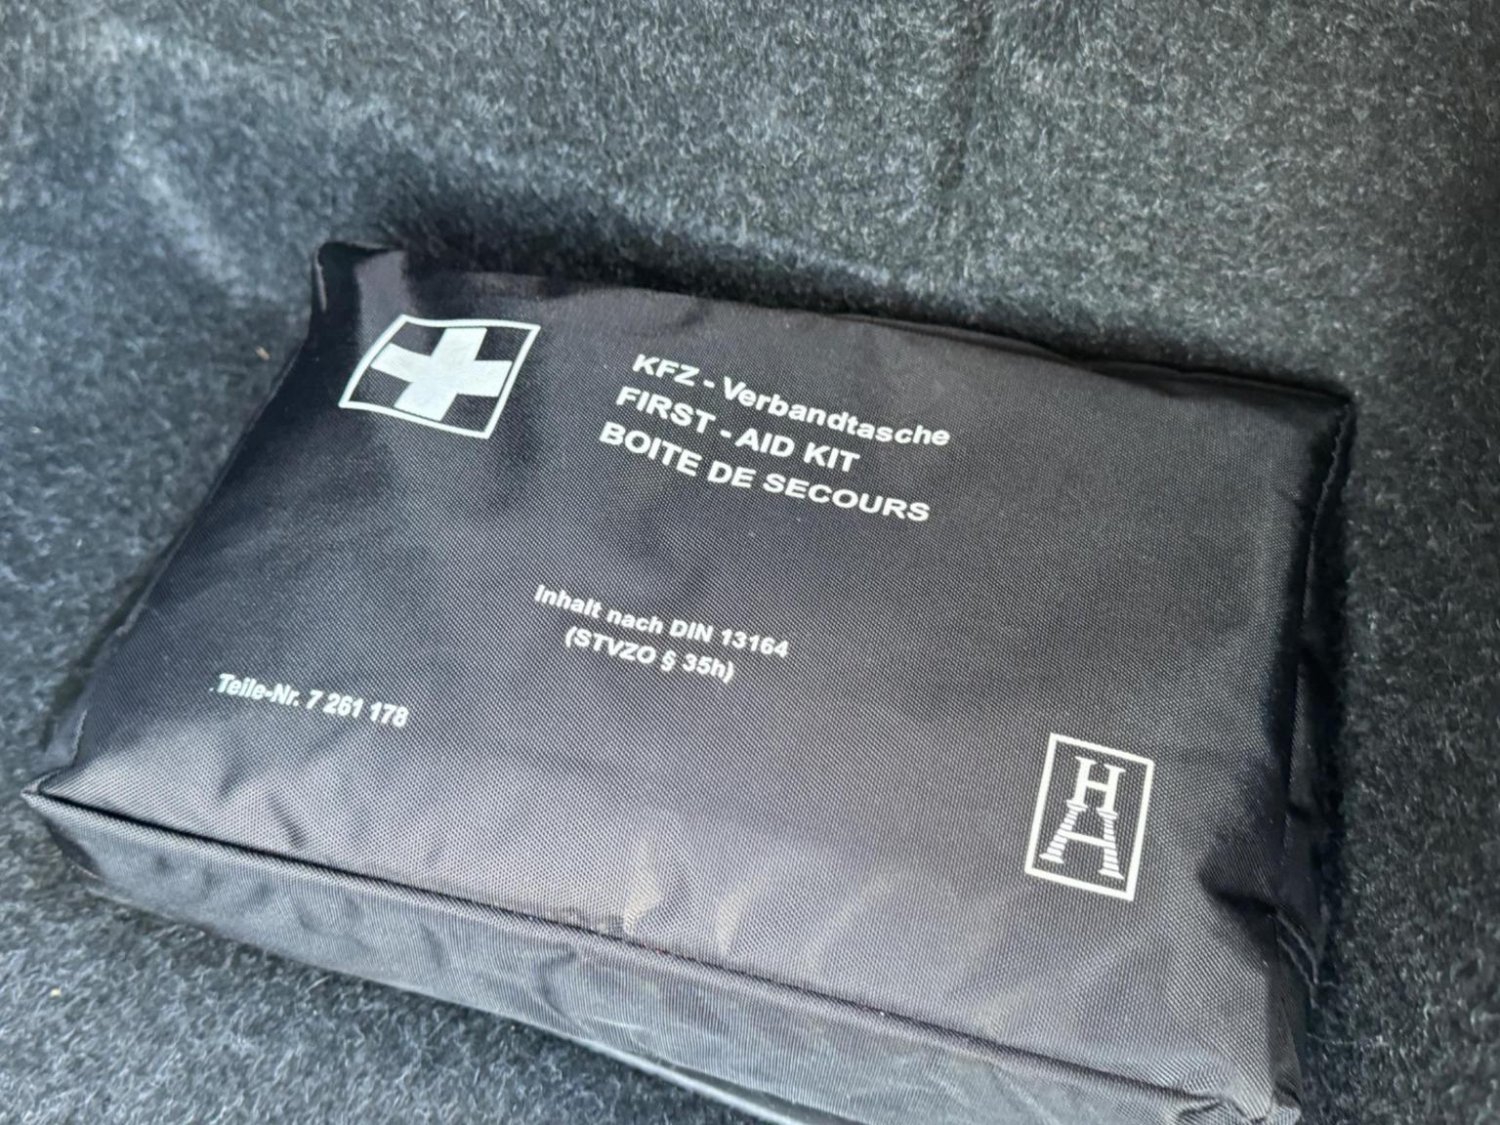 KFZ - Verbandtasche
FIRST - AID KIT
BOITE DE SECOURS
Inhalt nach DIN 13164
(STVZO § 35h)
Teile-Nr. 7 261 178
HA